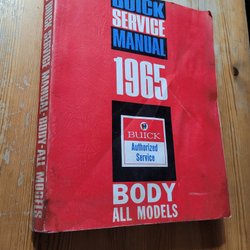 BUICK
SERVICE
MANUAL
1965
BUICK
Authorized
Service
BODY
ALL MODELS
BUICK SERVICE MANUAL-BODY-ALL MODELS